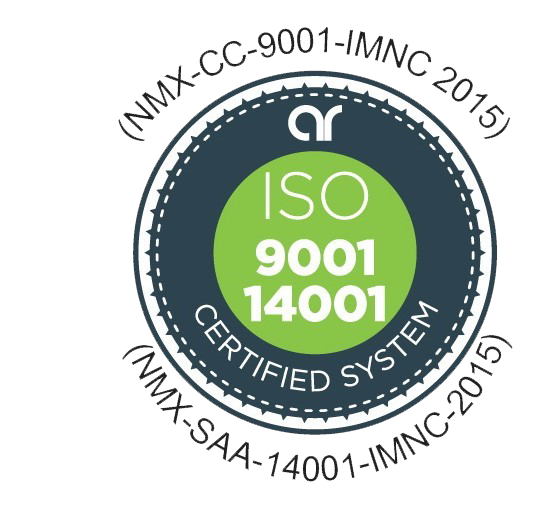 (NMX-CC-9001-IMNC 2015)
ar
ISO
9001
14001
CERTIFIED SYSTEM
(NMX-SAA-14001-IMNC-2015)